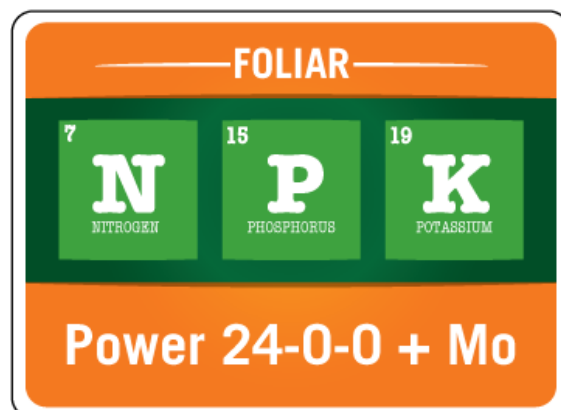 FOLIAR
7 15 19
N P K
NITROGEN PHOSPHORUS POTASSIUM
Power 24-0-0 + Mo